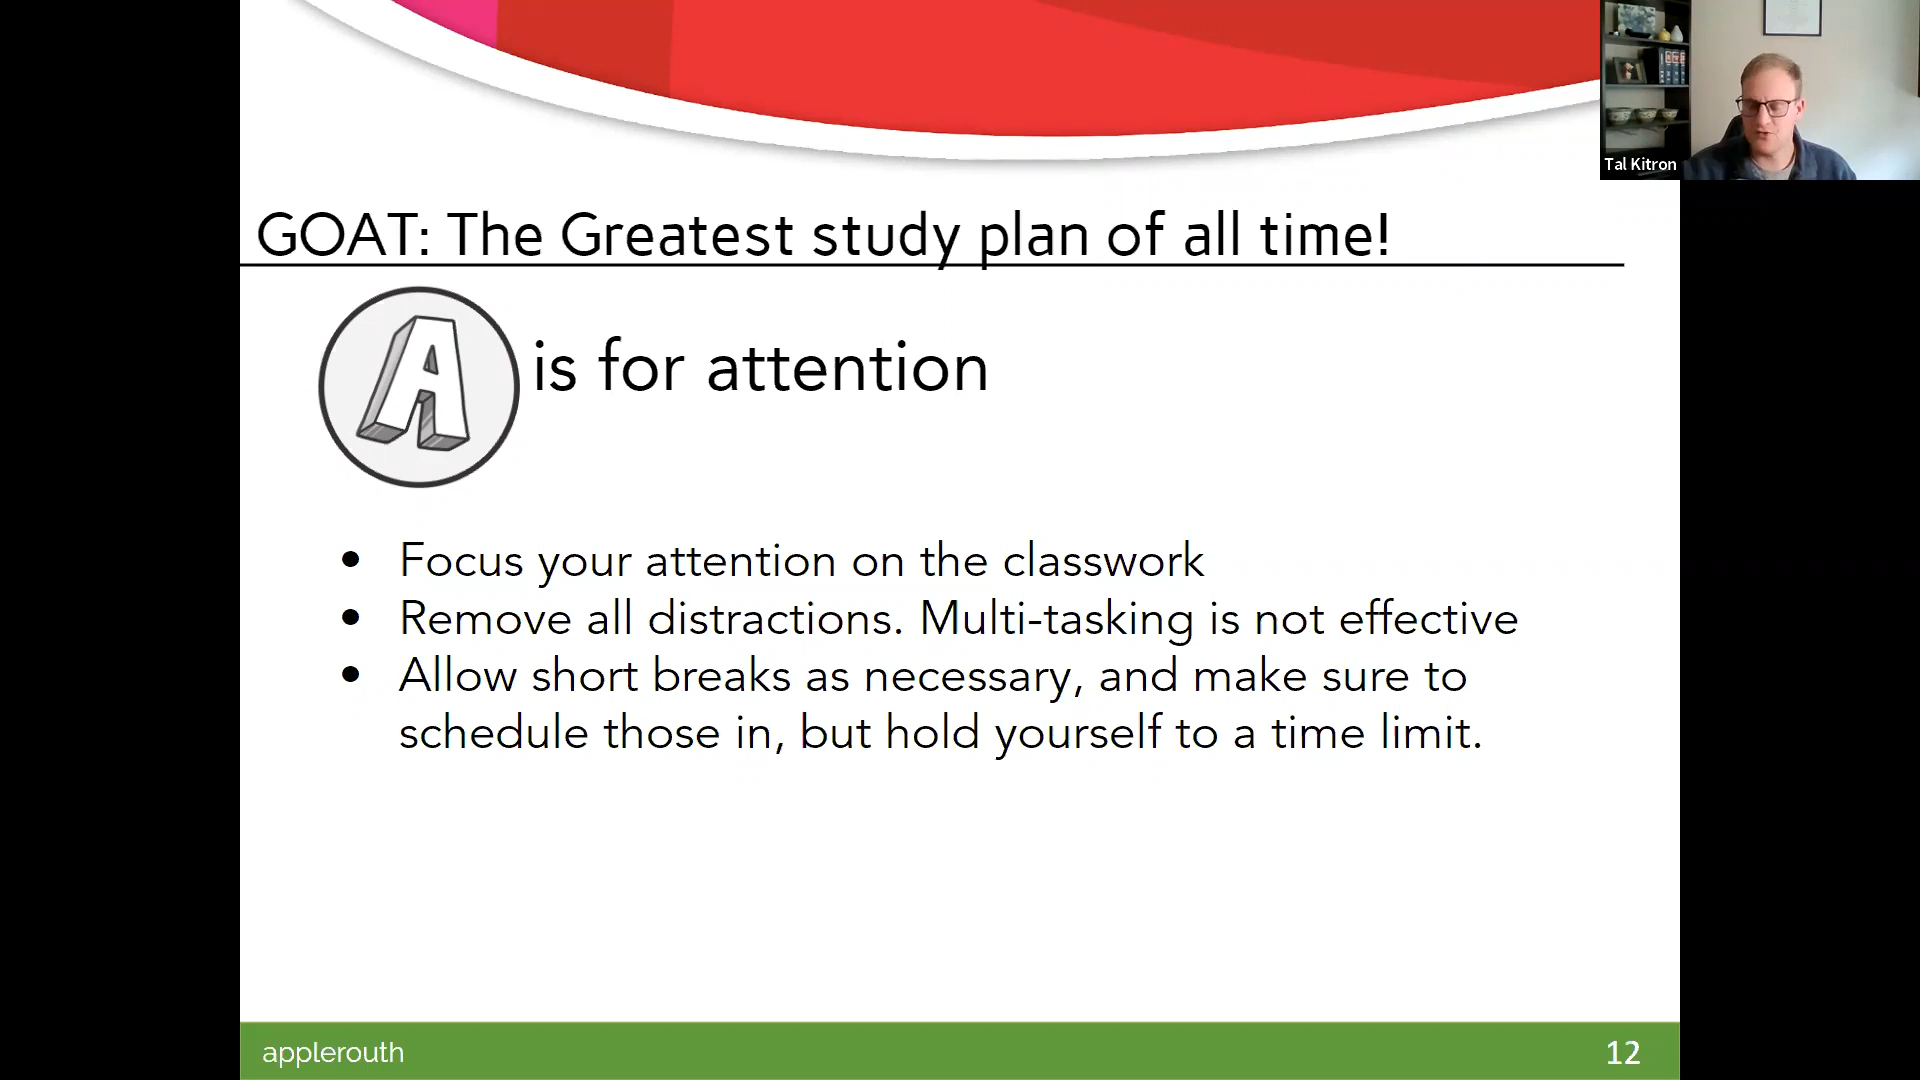 Tal Kitron
GOAT: The Greatest study plan of all time!
A is for attention
• Focus your attention on the classwork
• Remove all distractions. Multi-tasking is not effective
• Allow short breaks as necessary, and make sure to
schedule those in, but hold yourself to a time limit.
applerouth
12